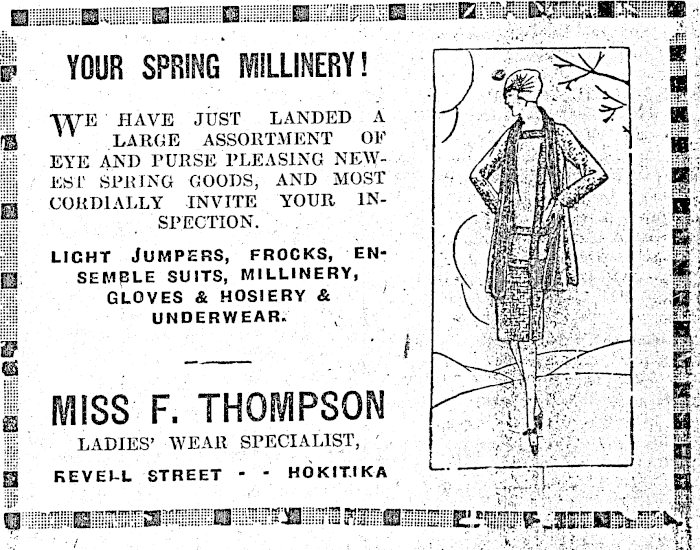 YOUR SPRING MILLINERY!
WE HAVE JUST LANDED A
LARGE ASSORTMENT OF
EYE AND PURSE PLEASING NEW-
EST SPRING GOODS, AND MOST
CORDIALLY INVITE YOUR IN-
SPECTION.
LIGHT JUMPERS, FROCKS, EN-
SEMBLE SUITS, MILLINERY,
GLOVES & HOSIERY &
UNDERWEAR.
MISS F. THOMPSON
LADIES' WEAR SPECIALIST,
REVELL STREET - - HOKITIKA